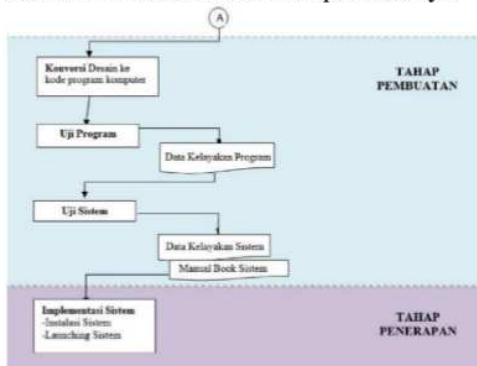 A
Konversi Desain ke
kode program komputer
TAHAP
PEMBUATAN
Uji Program
Data Kelayakan Program
Uji Sistem
Data Kelayakan Sistem
Manual Book Sistem
Implementasi Sistem
-Instalasi Sistem
-Launching Sistem
TAHAP
PENERAPAN